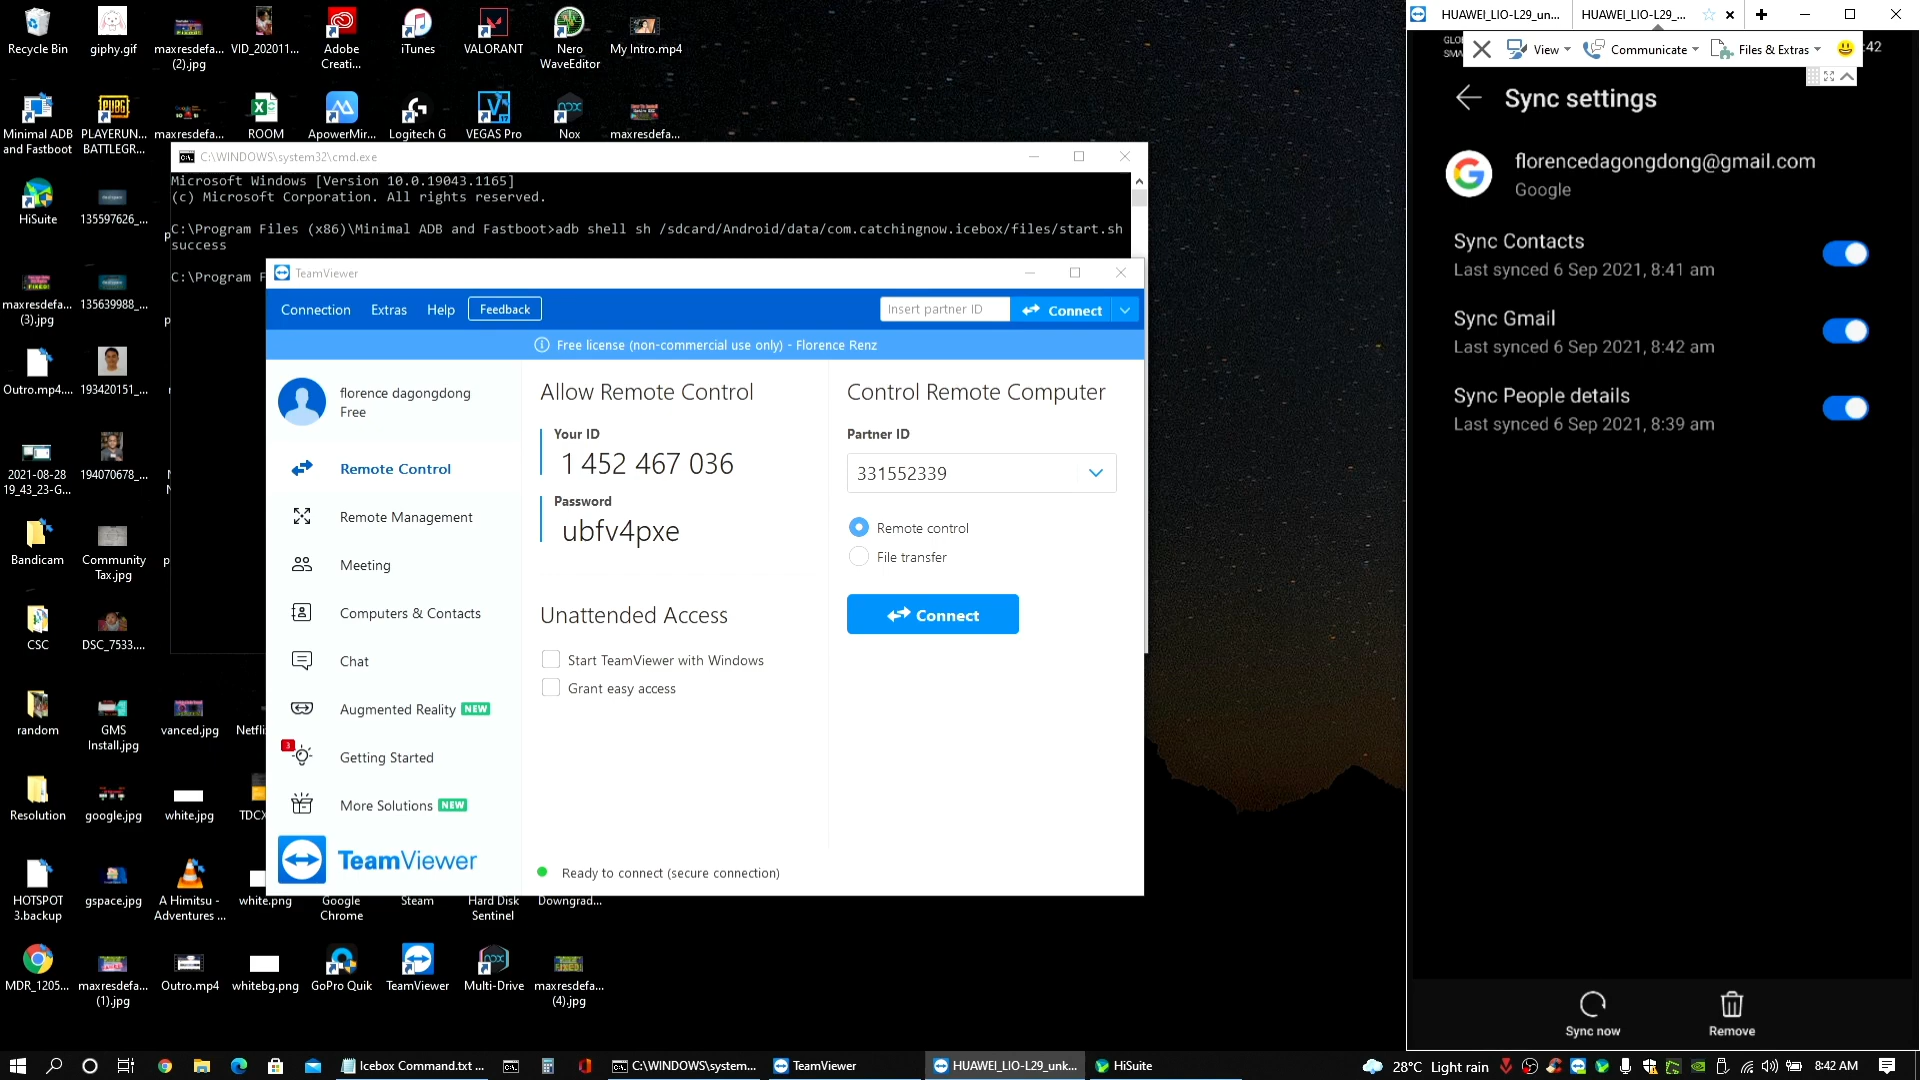 Recycle Bin
giphy.gif
maxresdefa...
(2).jpg
VID_202011...
Adobe
Creati...
iTunes
VALORANT
Nero
WaveEditor
My Intro.mp4
Minimal ADB
and Fastboot
PLAYERUN...
BATTLEGR...
maxresdefa...
ROOM
ApowerMir...
Logitech G
VEGAS Pro
Nox
maxresdefa...
HiSuite
135597626_...
maxresdefa...
(3).jpg
135639988_...
Outro.mp4....
193420151_...
2021-08-28
19_43_23-G...
194070678_...
Bandicam
Community
Tax.jpg
CSC
DSC_7533....
random
GMS
Install.jpg
vanced.jpg
Netfli
Resolution
google.jpg
white.jpg
TDCX
HOTSPOT
3.backup
gspace.jpg
A Himitsu -
Adventures ...
white.png
Google
Chrome
Steam
Hard Disk
Sentinel
Downgrad...
MDR_1205...
maxresdefa...
(1).jpg
Outro.mp4
whitebg.png
GoPro Quik
TeamViewer
Multi-Drive
maxresdefa...
(4).jpg
C:\WINDOWS\system32\cmd.exe
Microsoft Windows [Version 10.0.19043.1165]
(c) Microsoft Corporation. All rights reserved.
C:\Program Files (x86)\Minimal ADB and Fastboot>adb shell sh /sdcard/Android/data/com.catchingnow.icebox/files/start.sh
success
C:\Program F
TeamViewer
Connection Extras Help Feedback
Insert partner ID
Connect
Free license (non-commercial use only) - Florence Renz
florence dagongdong
Free
Remote Control
Remote Management
Meeting
Computers & Contacts
Chat
Augmented Reality NEW
3
Getting Started
More Solutions NEW
TeamViewer
Allow Remote Control
Your ID
1 452 467 036
Password
ubfv4pxe
Unattended Access
Start TeamViewer with Windows
Grant easy access
Ready to connect (secure connection)
Control Remote Computer
Partner ID
331552339
Remote control
File transfer
Connect
HUAWEI_LIO-L29_un...
HUAWEI_LIO-L29_...
View
Communicate
Files & Extras
:42
Sync settings
florencedagongdong@gmail.com
Google
Sync Contacts
Last synced 6 Sep 2021, 8:41 am
Sync Gmail
Last synced 6 Sep 2021, 8:42 am
Sync People details
Last synced 6 Sep 2021, 8:39 am
Sync now
Remove
Icebox Command.txt ...
C:\WINDOWS\system...
TeamViewer
HUAWEI_LIO-L29_unk...
HiSuite
28°C Light rain
8:42 AM